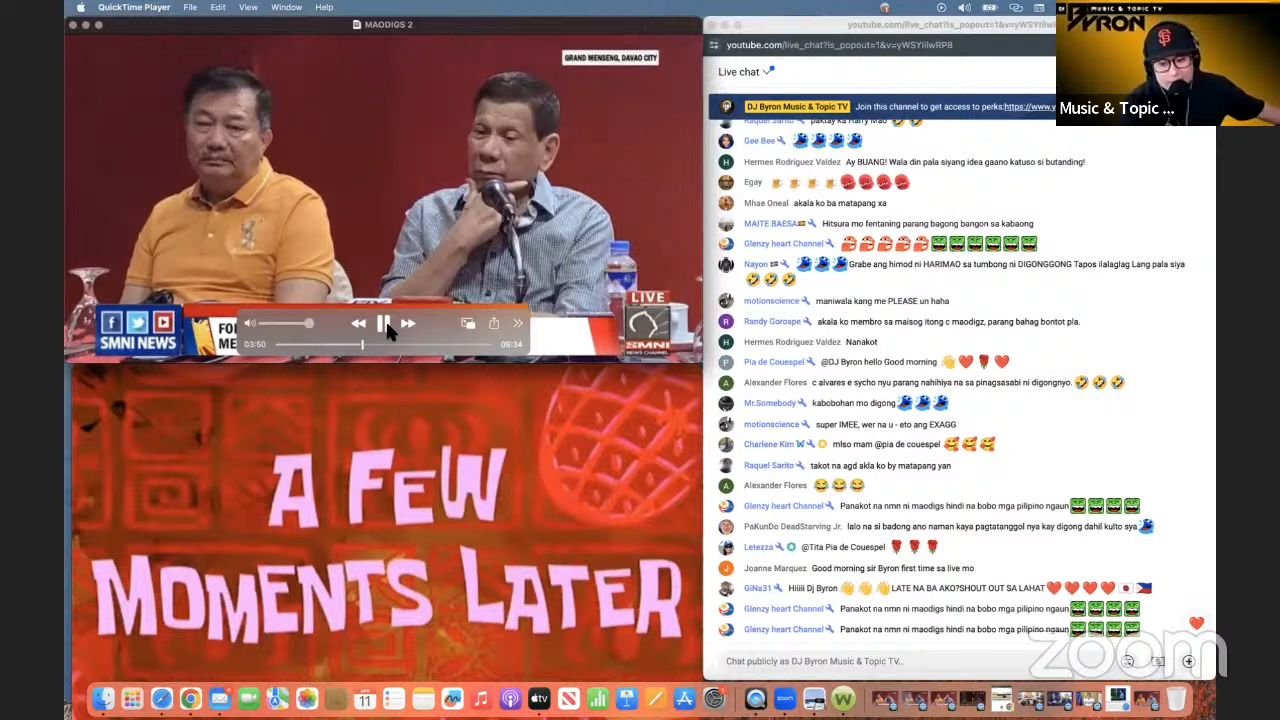 QuickTime Player File Edit View Window Help
MAODIGS 2
GRAND MENSENG, DAVAO CITY
LIVE
SMNI NEWS
SMNI
NEWS CHANNEL
03:50
09:34
A FEW
MOMENTS LATER
youtube.com/live_chat?is_popout=1&v=yWSYIilwRP8
Live chat
DJ Byron Music & Topic TV Join this channel to get access to perks:https://www.y
Raquel Sarito paktay ka Harry Mao
Gee Bee
Hermes Rodriguez Valdez Ay BUANG! Wala din pala siyang idea gaano katuso si butanding!
Egay
Mhae Oneal akala ko ba matapang xa
MAITE BAESA Hitsura mo fentaning parang bagong bangon sa kabaong
Glenzy heart Channel
Nayon Grabe ang himod ni HARIMAO sa tumbong ni DIGONGGONG Tapos ilalaglag Lang pala siya
motionscience maniwala kang me PLEASE un haha
Randy Gorospe akala ko membro sa maisog itong c maodigz, parang bahag bontot pla.
Hermes Rodriguez Valdez Nanakot
Pia de Couespel @DJ Byron hello Good morning
Alexander Flores c alvares e sycho nyu parang nahihiya na sa pinagsasabi ni digongnyo.
Mr.Somebody kabobohan mo digong
motionscience super IMEE, wer na u - eto ang EXAGG
Charlene Kim mlso mam @pia de couespel
Raquel Sarito takot na agd akla ko by matapang yan
Alexander Flores
Glenzy heart Channel Panakot na nmn ni maodigs hindi na bobo mga pilipino ngaun
PaKunDo DeadStarving Jr. lalo na si badong ano naman kaya pagtatanggol nya kay digong dahil kulto sya
Letezza @Tita Pia de Couespel
Joanne Marquez Good morning sir Byron first time sa live mo
GiNa31 Hiiiii Dj Byron LATE NA BA AKO?SHOUT OUT SA LAHAT
Glenzy heart Channel Panakot na nmn ni maodigs hindi na bobo mga pilipino ngaun
Glenzy heart Channel Panakot na nmn ni maodigs hindi na bobo mga pilipino ngaun
Chat publicly as DJ Byron Music & Topic TV...
MUSIC & TOPIC TV
BYRON
Music & Topic ...
zoom